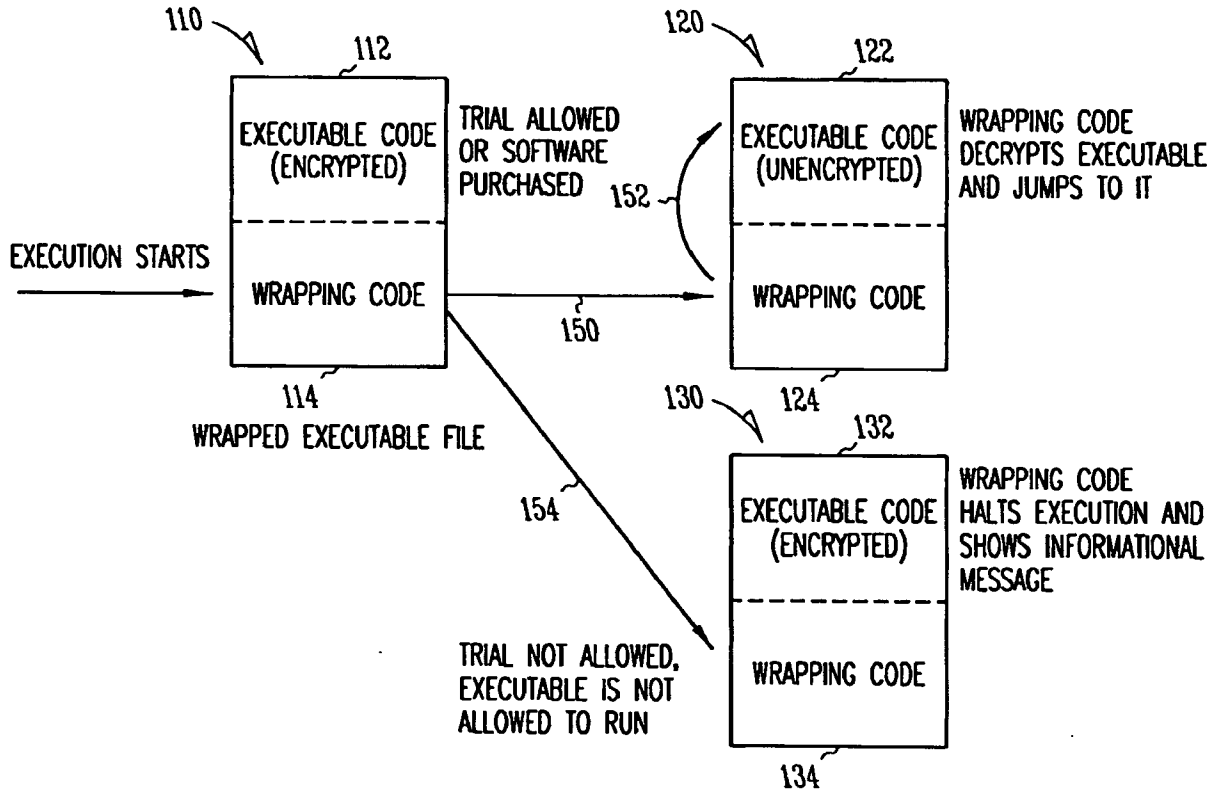 110
112
EXECUTABLE CODE
(ENCRYPTED)
TRIAL ALLOWED
OR SOFTWARE
PURCHASED
EXECUTION STARTS
WRAPPING CODE
114
WRAPPED EXECUTABLE FILE
150
152
154
120
122
EXECUTABLE CODE
(UNENCRYPTED)
WRAPPING CODE
DECRYPTS EXECUTABLE
AND JUMPS TO IT
WRAPPING CODE
124
130
132
EXECUTABLE CODE
(ENCRYPTED)
WRAPPING CODE
HALTS EXECUTION AND
SHOWS INFORMATIONAL
MESSAGE
TRIAL NOT ALLOWED,
EXECUTABLE IS NOT
ALLOWED TO RUN
WRAPPING CODE
134